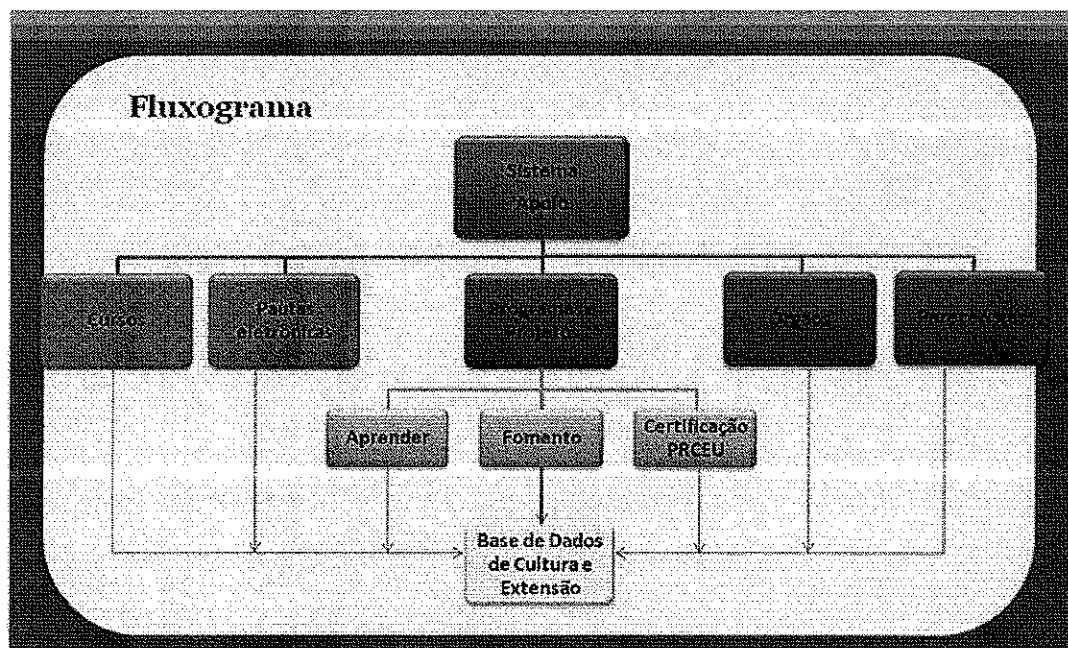 Fluxograma
Sistema
Apolo
Cursos
Pautas
eletrônicas
Aprender
Fomento
Certificação
PRCEU
Base de Dados
de Cultura e
Extensão